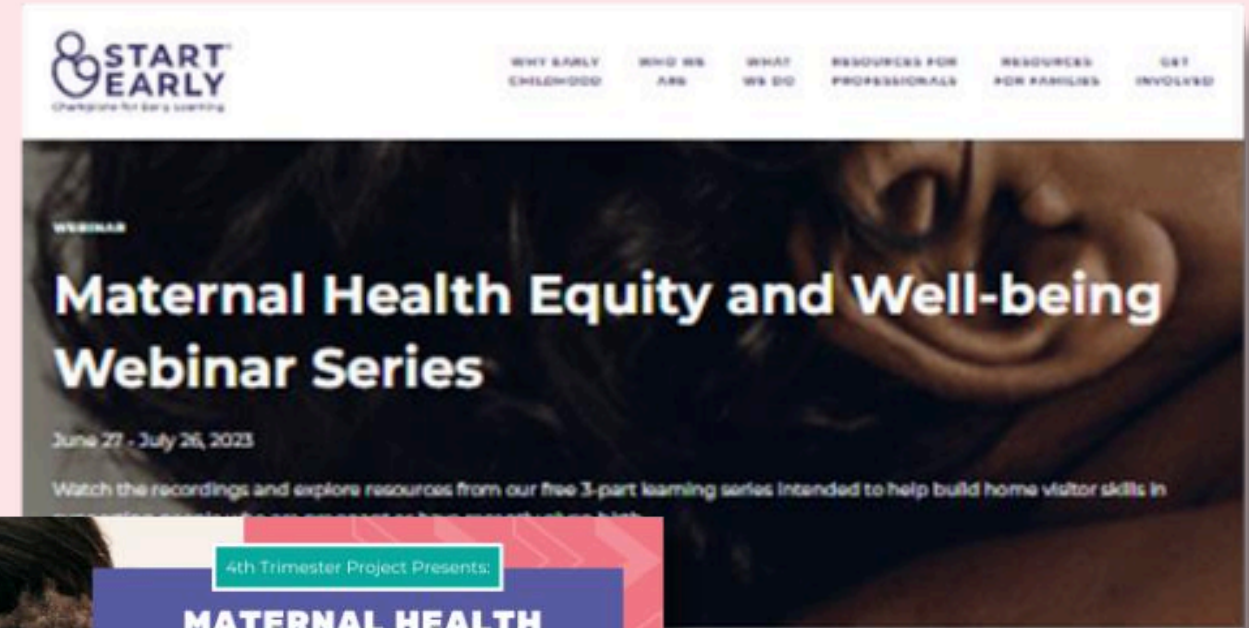 START
EARLY
Champions for Early Learning
WHY EARLY
CHILDHOOD
WHO WE
ARE
WHAT
WE DO
RESOURCES FOR
PROFESSIONALS
RESOURCES
FOR FAMILIES
GET
INVOLVED
WEBINAR
Maternal Health Equity and Well-being
Webinar Series
June 27 - July 26, 2023
Watch the recordings and explore resources from our free 3-part learning series intended to help build home visitor skills in
4th Trimester Project Presents:
MATERNAL HEALTH